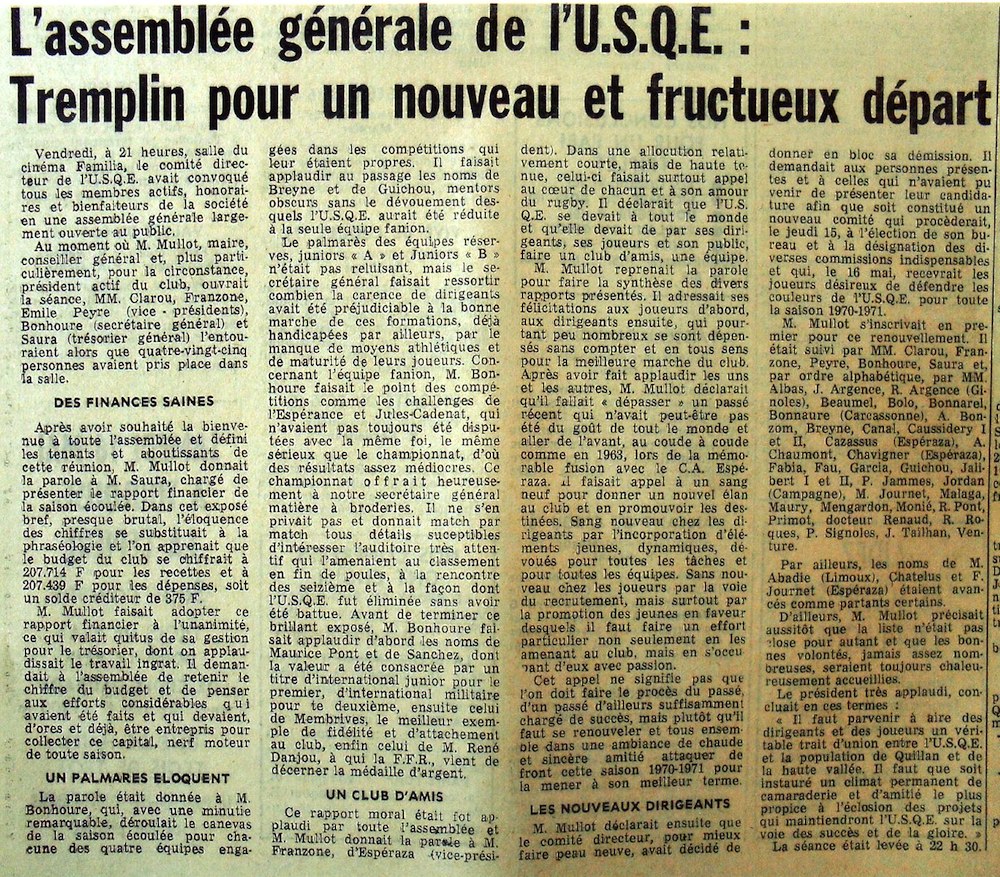 L'assemblée générale de l'U.S.Q.E. :
Tremplin pour un nouveau et fructueux départ
Vendredi, à 21 heures, salle du
cinéma Familia, le comité direc-
teur de l'U.S.Q.E. avait convoqué
tous les membres actifs, honorai-
res et bienfaiteurs de la société
en une assemblée générale large-
ment ouverte au public.
Au moment où M. Mullot, maire,
conseiller général et, plus parti-
culièrement, pour la circonstance,
président actif du club, ouvrait
la séance, MM. Clarou, Franzone,
Emile Peyre (vice - présidents),
Bonhoure (secrétaire général) et
Saura (trésorier général) l'entou-
raient alors que quatre-vingt-cinq
personnes avaient pris place dans
la salle.
DES FINANCES SAINES
Après avoir souhaité la bienve-
nue à toute l'assemblée et défini
les tenants et aboutissants de
cette réunion, M. Mullot donnait
la parole à M. Saura, chargé de
présenter le rapport financier de
la saison écoulée. Dans cet exposé
bref, presque brutal, l'éloquence
des chiffres se substituait à la
phraséologie et l'on apprenait que
le budget du club se chiffrait à
207.714 F pour les recettes et à
207.439 F pour les dépenses, soit
un solde créditeur de 375 F.
M. Mullot faisait adopter ce
rapport financier à l'unanimité,
ce qui valait quitus de sa gestion
pour le trésorier, dont on applau-
dissait le travail ingrat. Il deman-
dait à l'assemblée de retenir le
chiffre du budget et de penser
aux efforts considérables qui
avaient été faits et qui devaient,
d'ores et déjà, être entrepris pour
collecter ce capital, nerf moteur
de toute saison.
UN PALMARES ELOQUENT
La parole était donnée à M.
Bonhoure, qui, avec une minutie
remarquable, déroulait le canevas
de la saison écoulée pour cha-
cune des quatre équipes enga-
gées dans les compétitions qui
leur étaient propres. Il faisait
applaudir au passage les noms de
Breyne et de Guichou, mentors
obscurs sans le dévouement des-
quels l'U.S.Q.E. aurait été réduite
à la seule équipe fanion.
Le palmarès des équipes réser-
ves, juniors « A » et Juniors « B »
n'était pas reluisant, mais le se-
crétaire général faisait ressortir
combien la carence de dirigeants
avait été préjudiciable à la bonne
marche de ces formations, déjà
handicapées par ailleurs, par le
manque de moyens athlétiques et
de maturité de leurs joueurs. Con-
cernant l'équipe fanion, M. Bon-
houre faisait le point des compé-
titions comme les challenges de
l'Espérance et Jules-Cadenat, qui
n'avaient pas toujours été dispu-
tées avec la même foi, le même
sérieux que le championnat, d'où
des résultats assez médiocres. Ce
championnat offrait heureuse-
ment à notre secrétaire général
matière à broderies. Il ne s'en
privait pas et donnait match par
match tous détails suceptibles
d'intéresser l'auditoire très atten-
tif qui l'amenaient au classement
en fin de poules, à la rencontre
des seizième et à la façon dont
l'U.S.Q.E. fut éliminée sans avoir
été battue. Avant de terminer ce
brillant exposé, M. Bonhoure fai-
sait applaudir d'abord les noms de
Maurice Pont et de Sanchez, dont
la valeur a été consacrée par un
titre d'international junior pour le
premier, d'international militaire
pour te deuxième, ensuite celui
de Membrives, le meilleur exem-
ple de fidélité et d'attachement
au club, enfin celui de M. René
Danjou, à qui la F.F.R., vient de
décerner la médaille d'argent.
UN CLUB D'AMIS
Ce rapport moral était fot ap-
plaudi par toute l'assemblée et
M. Mullot donnait la parole à M.
Franzone, d'Espéraza (vice-prési-
dent). Dans une allocution relati-
vement courte, mais de haute te-
nue, celui-ci faisait surtout appel
au cœur de chacun et à son amour
du rugby. Il déclarait que l'U.S.
Q.E. se devait à tout le monde
et qu'elle devait de par ses diri-
geants, ses joueurs et son public,
faire un club d'amis, une équipe.
M. Mullot reprenait la parole
pour faire la synthèse des divers
rapports présentés. Il adressait ses
félicitations aux joueurs d'abord,
aux dirigeants ensuite, qui pour-
tant peu nombreux se sont dépen-
sés sans compter et en tous sens
pour la meilleure marche du club.
Après avoir fait applaudir les uns
et les autres, M. Mullot déclarait
qu'il fallait « dépasser » un passé
récent qui n'avait peut-être pas
été du goût de tout le monde et
aller de l'avant, au coude à coude
comme en 1963, lors de la mémo-
rable fusion avec le C.A. Espé-
raza. Il faisait appel à un sang
neuf pour donner un nouvel élan
au club et en promouvoir les des-
tinées. Sang nouveau chez les di-
rigeants par l'incorporation d'élé-
ments jeunes, dynamiques, dé-
voués pour toutes les tâches et
pour toutes les équipes. Sans nou-
veau chez les joueurs par la voie
du recrutement, mais surtout par
la promotion des jeunes en faveur
desquels il faut faire un effort
particulier non seulement en les
amenant au club, mais en s'occu
pant d'eux avec passion.
Cet appel ne signifie pas que
l'on doit faire le procès du passé,
d'un passé d'ailleurs suffisamment
chargé de succès, mais plutôt qu'il
faut se renouveler et tous ensem-
ble dans une ambiance de chaude
et sincère amitié attaquer de
front cette saison 1970-1971 pour
la mener à son meilleur terme.
LES NOUVEAUX DIRIGEANTS
M. Mullot déclarait ensuite que
le comité directeur, pour mieux
faire peau neuve, avait décidé de
donner en bloc sa démission. Il
demandait aux personnes présen-
tes et à celles qui n'avaient pu
venir de présenter leur candida-
ture afin que soit constitué un
nouveau comité qui procèderait,
le jeudi 15, à l'élection de son bu-
reau et à la désignation des di-
verses commissions indispensables
et qui, le 16 mai, recevrait les
joueurs désireux de défendre les
couleurs de l'U.S.Q.E. pour toute
la saison 1970-1971.
M. Mullot s'inscrivait en pre-
mier pour ce renouvellement. Il
était suivi par MM. Clarou, Fran-
zone, Peyre, Bonhoure, Saura et,
par ordre alphabétique, par MM.
Albas, J. Argence, R. Argence (Gi-
noles), Beaumel, Bolo, Bonnarel,
Bonnaure (Carcassonne), A. Bon-
zom, Breyne, Canal, Caussidery I
et II, Cazassus (Espéraza), A.
Chaumont, Chavigner (Espéraza),
Fabia, Fau, Garcia, Guichou, Jali-
bert I et II, P. Jammes, Jordan
(Campagne), M. Journet, Malaga,
Maury, Mengardon, Monié, R. Pont,
Primot, docteur Renaud, R. Ro-
ques, P. Signoles, J. Tailhan, Ven-
ture.
Par ailleurs, les noms de M.
Abadie (Limoux), Chatelus et F.
Journet (Espéraza) étaient avan-
cés comme partants certains.
D'ailleurs, M. Mullot précisait
aussitôt que la liste n'était pas
close pour autant et que les bon-
nes volontés, jamais assez nom-
breuses, seraient toujours chaleu-
reusement accueillies.
Le président très applaudi, con-
cluait en ces termes :
« Il faut parvenir à aire des
dirigeants et des joueurs un vé-
ritable trait d'union entre l'U.S.Q.E.
et la population de Quillan et de
la haute vallée. Il faut que soit
instauré un climat permanent de
camaraderie et d'amitié le plus
propice à l'éclosion des projets
qui maintiendront l'U.S.Q.E. sur la
voie des succès et de la gloire. »
La séance était levée à 22 h 30.